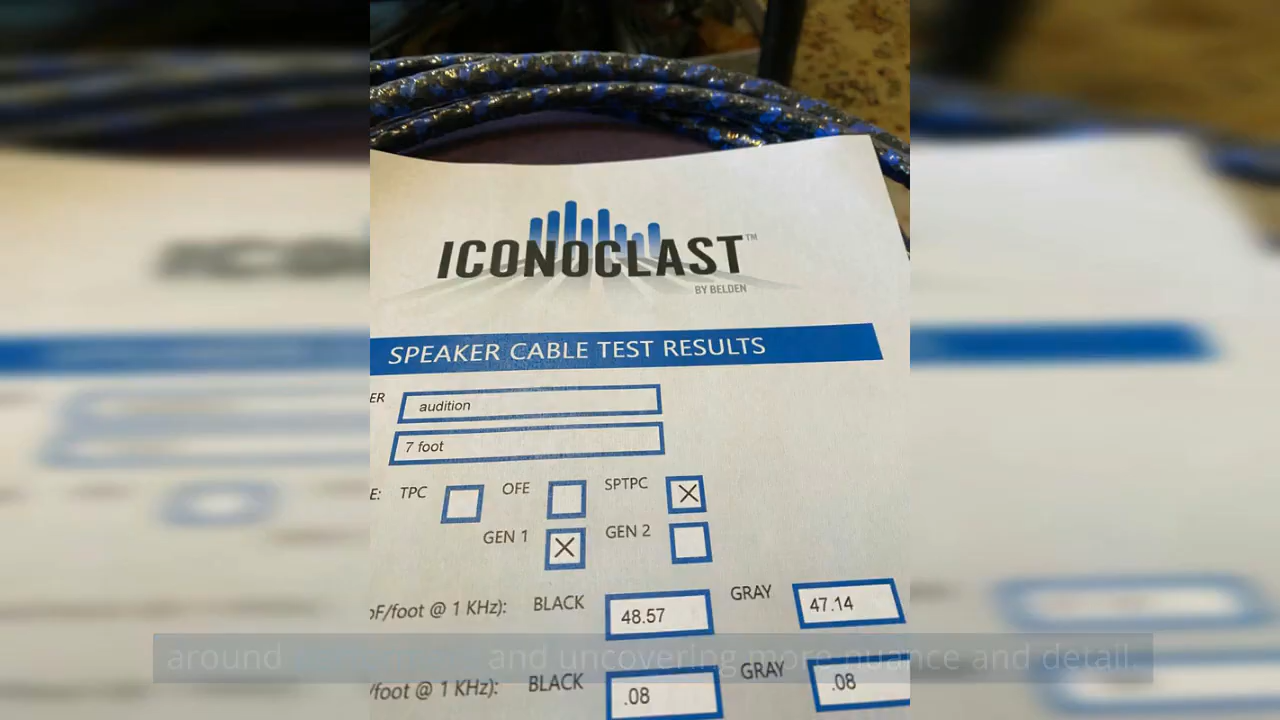 ICONOCLAST™
BY BELDEN
SPEAKER CABLE TEST RESULTS
ER audition
7 foot
E: TPC OFE SPTPC X
GEN 1 X GEN 2
F/foot @ 1 KHz): BLACK 48.57 GRAY 47.14
around and uncovering more nuance and detail.
/foot @ 1 KHz): BLACK .08 GRAY .08